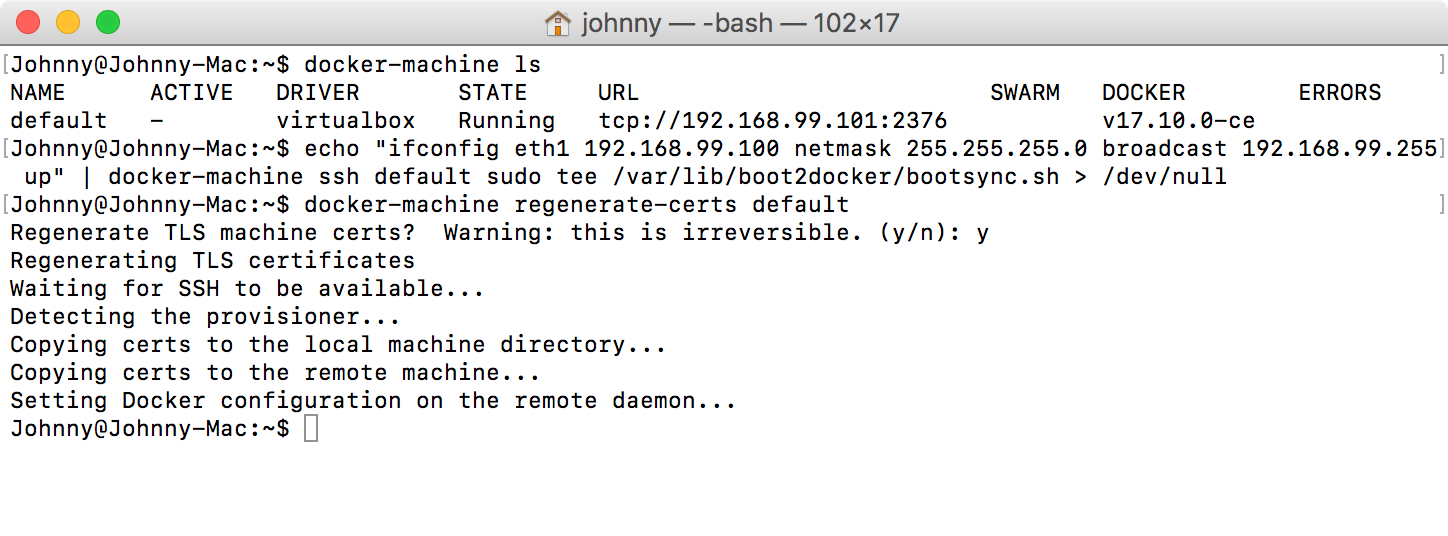 johnny — -bash — 102×17
Johnny@Johnny-Mac:~$ docker-machine ls
NAME      ACTIVE   DRIVER       STATE     URL                         SWARM   DOCKER        ERRORS
default   -        virtualbox   Running   tcp://192.168.99.101:2376           v17.10.0-ce
Johnny@Johnny-Mac:~$ echo "ifconfig eth1 192.168.99.100 netmask 255.255.255.0 broadcast 192.168.99.255
 up" | docker-machine ssh default sudo tee /var/lib/boot2docker/bootsync.sh > /dev/null
Johnny@Johnny-Mac:~$ docker-machine regenerate-certs default
Regenerate TLS machine certs?  Warning: this is irreversible. (y/n): y
Regenerating TLS certificates
Waiting for SSH to be available...
Detecting the provisioner...
Copying certs to the local machine directory...
Copying certs to the remote machine...
Setting Docker configuration on the remote daemon...
Johnny@Johnny-Mac:~$